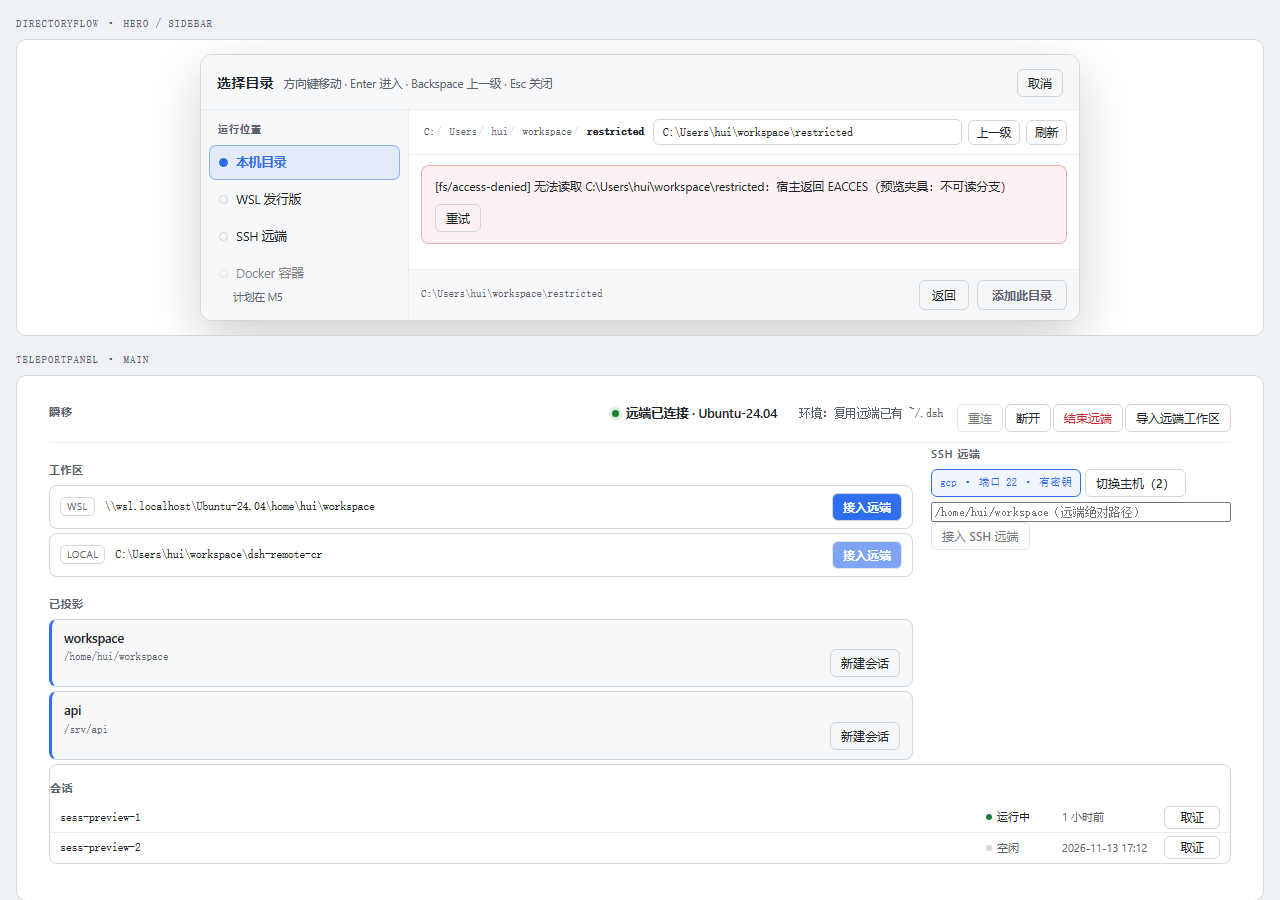 DIRECTORYFLOW · HERO / SIDEBAR
选择目录 方向键移动 · Enter 进入 · Backspace 上一级 · Esc 关闭 取消
运行位置
本机目录
WSL 发行版
SSH 远端
Docker 容器
计划在 M5
C:/ Users/ hui/ workspace/ restricted C:\Users\hui\workspace\restricted 上一级 刷新
[fs/access-denied] 无法读取 C:\Users\hui\workspace\restricted：宿主返回 EACCES（预览夹具：不可读分支）
重试
C:\Users\hui\workspace\restricted 返回 添加此目录
TELEPORTPANEL · MAIN
瞬移 远端已连接 · Ubuntu-24.04 环境：复用远端已有 ~/.dsh 重连 断开 结束远端 导入远端工作区
工作区
WSL \\wsl.localhost\Ubuntu-24.04\home\hui\workspace 接入远端
LOCAL C:\Users\hui\workspace\dsh-remote-cr 接入远端
SSH 远端
gcp · 端口 22 · 有密钥 切换主机（2）
/home/hui/workspace（远端绝对路径）
接入 SSH 远端
已投影
workspace
/home/hui/workspace
新建会话
api
/srv/api
新建会话
会话
sess-preview-1 运行中 1 小时前 取证
sess-preview-2 空闲 2026-11-13 17:12 取证